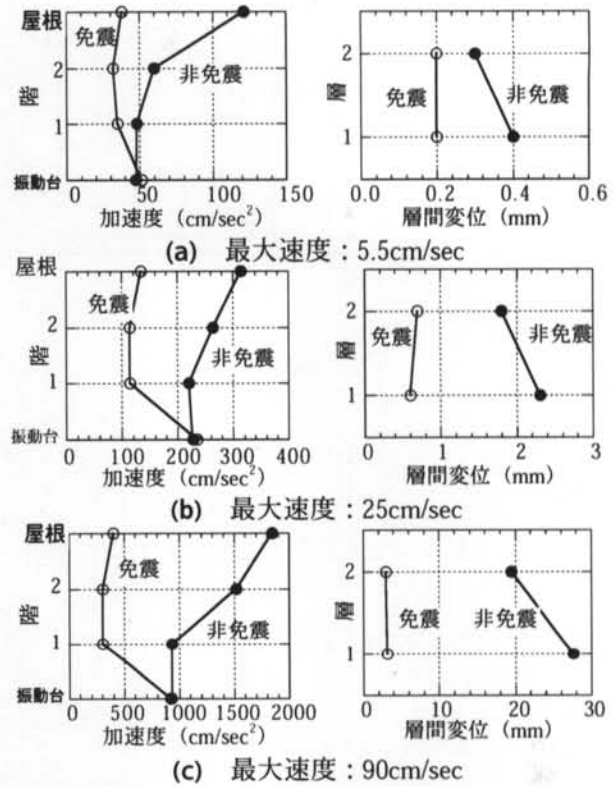 屋根
免震
2
階
非免震
1
振動台
0 50 100 150
加速度 (cm/sec²)
2
免震
層
非免震
1
0.0 0.2 0.4 0.6
層間変位 (mm)
(a) 最大速度：5.5cm/sec
屋根
免震
2
階
非免震
1
振動台
0 100 200 300 400
加速度 (cm/sec²)
2
免震
非免震
層
1
0 1 2 3
層間変位 (mm)
(b) 最大速度：25cm/sec
屋根
免震
2
階
非免震
1
振動台
0 500 1000 1500 2000
加速度 (cm/sec²)
2
層
免震
非免震
1
0 10 20 30
層間変位 (mm)
(c) 最大速度：90cm/sec